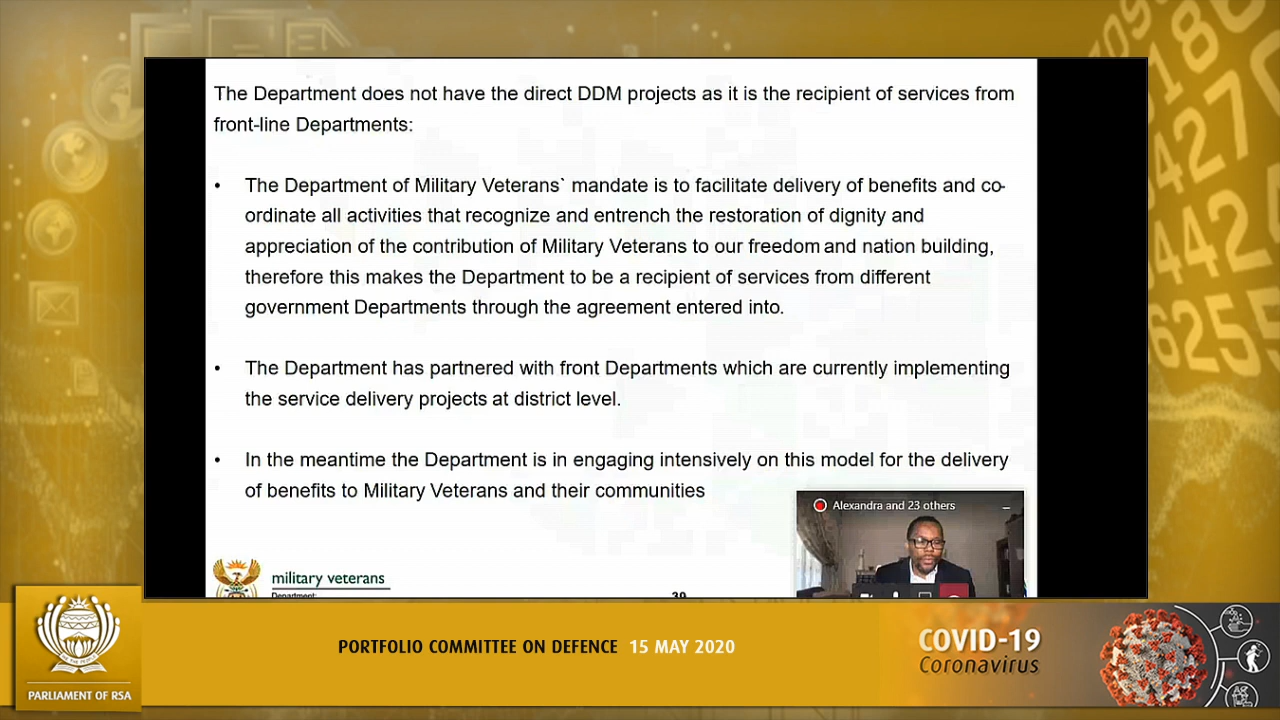 The Department does not have the direct DDM projects as it is the recipient of services from
front-line Departments:
• The Department of Military Veterans` mandate is to facilitate delivery of benefits and co-
ordinate all activities that recognize and entrench the restoration of dignity and
appreciation of the contribution of Military Veterans to our freedom and nation building,
therefore this makes the Department to be a recipient of services from different
government Departments through the agreement entered into.
• The Department has partnered with front Departments which are currently implementing
the service delivery projects at district level.
• In the meantime the Department is in engaging intensively on this model for the delivery
of benefits to Military Veterans and their communities
Alexandra and 23 others
military veterans
Department:
39
PORTFOLIO COMMITTEE ON DEFENCE 15 MAY 2020
COVID-19
Coronavirus
PARLIAMENT OF RSA